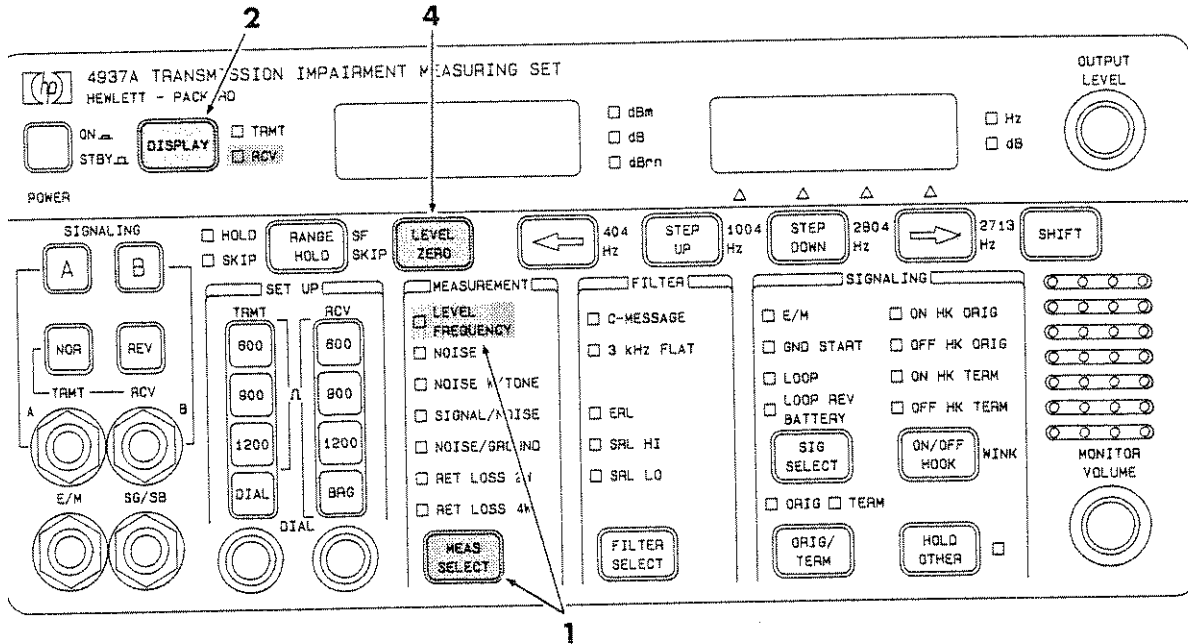 2
4
hp
4937A TRANSMISSION IMPAIRMENT MEASURING SET
HEWLETT - PACKARD
ON
STBY
POWER
DISPLAY
TRMT
RCV
dBm
dB
dBrn
Hz
dB
OUTPUT
LEVEL
SIGNALING
A
B
NOR
REV
TRMT
RCV
A
B
E/M
SG/SB
HOLD
SKIP
RANGE
HOLD
SF
SKIP
LEVEL
ZERO
404
Hz
STEP
UP
1004
Hz
STEP
DOWN
2804
Hz
2713
Hz
SHIFT
SET UP
TRMT
RCV
600
900
1200
DIAL
600
900
1200
BRG
DIAL
MEASUREMENT
LEVEL
FREQUENCY
NOISE
NOISE W/TONE
SIGNAL/NOISE
NOISE/GROUND
RET LOSS 2W
RET LOSS 4W
MEAS
SELECT
FILTER
C-MESSAGE
3 kHz FLAT
ERL
SRL HI
SRL LO
FILTER
SELECT
SIGNALING
E/M
GND START
LOOP
LOOP REV
BATTERY
ON HK ORIG
OFF HK ORIG
ON HK TERM
OFF HK TERM
SIG
SELECT
ON/OFF
HOOK
WINK
ORIG
TERM
ORIG/
TERM
HOLD
OTHER
MONITOR
VOLUME
1